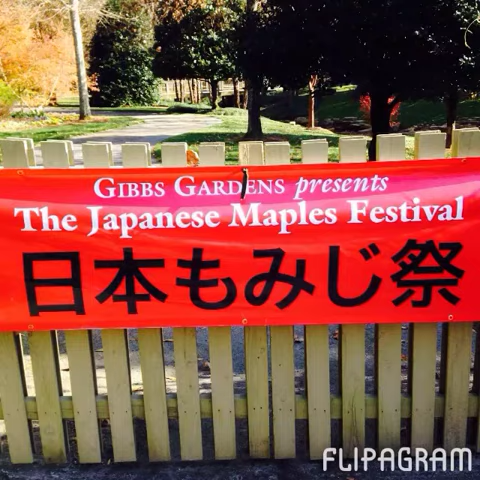 GIBBS GARDENS presents
The Japanese Maples Festival
日本もみじ祭
FLIPAGRAM